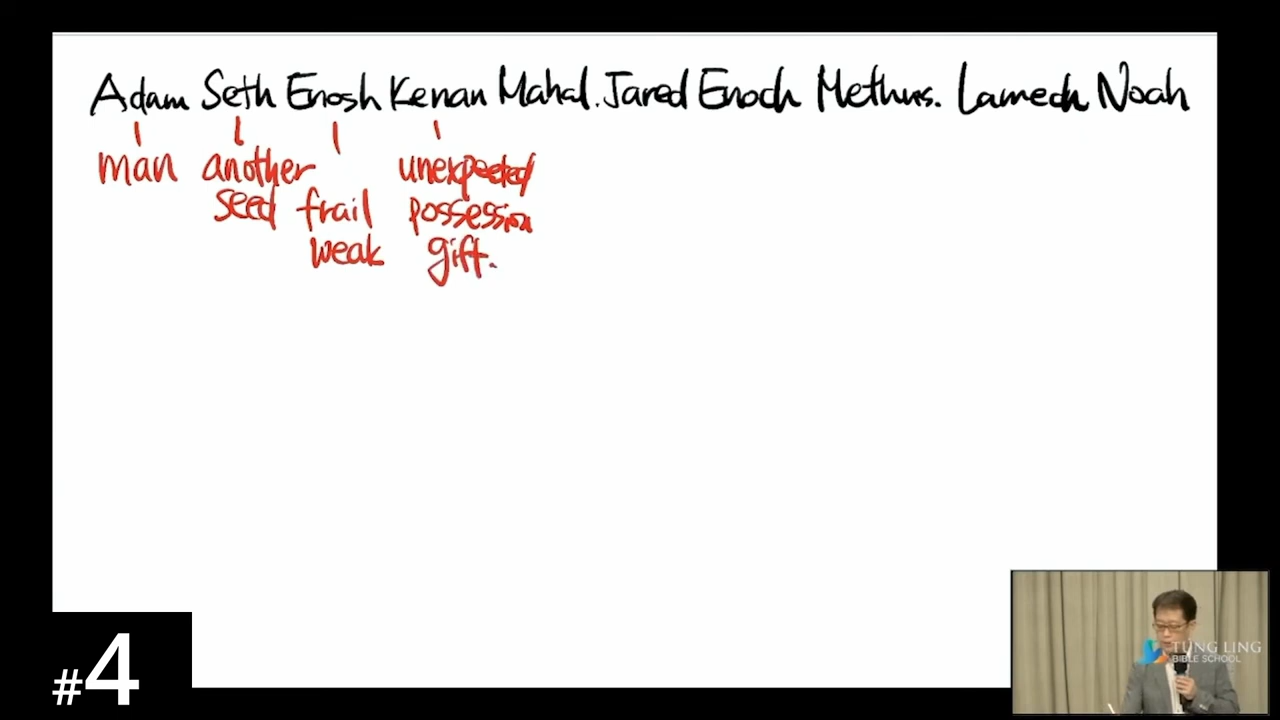 Adam Seth Enosh Kenan Mahal. Jared Enoch Methus. Lamech Noah
man another unexpected
seed frail possession
weak gift.
#4
TUNG LING
BIBLE SCHOOL